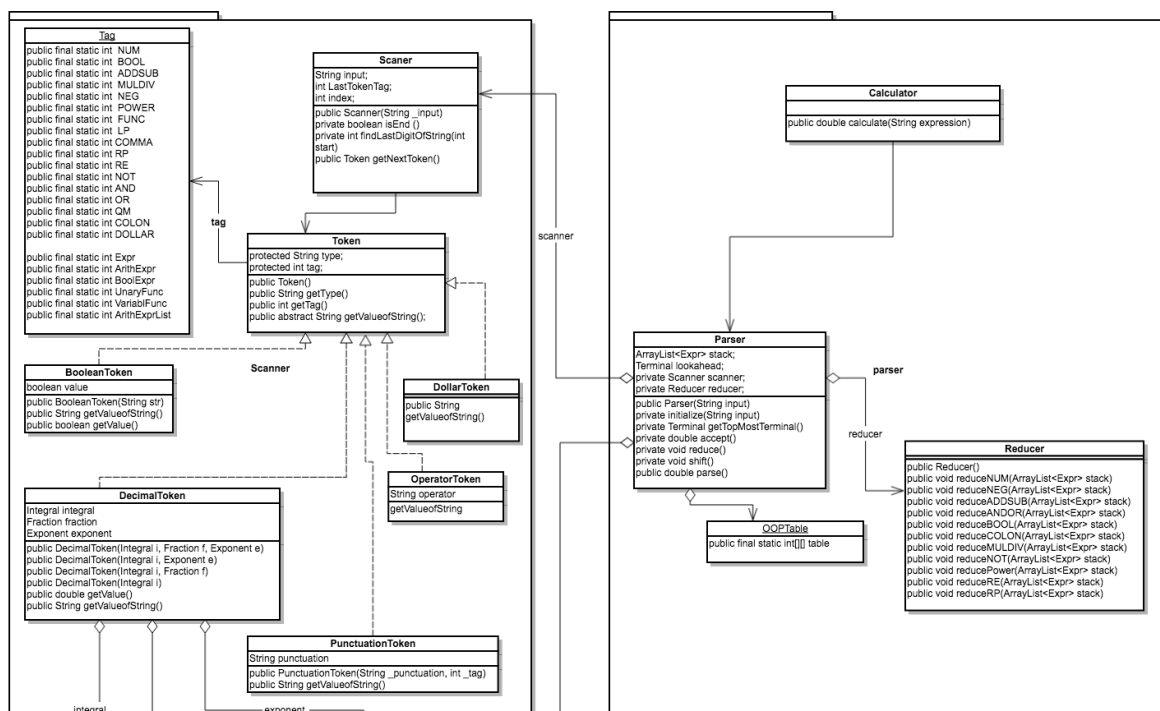 Tag
public final static int NUM
public final static int BOOL
public final static int ADDSUB
public final static int MULDIV
public final static int NEG
public final static int POWER
public final static int FUNC
public final static int LP
public final static int COMMA
public final static int RP
public final static int RE
public final static int NOT
public final static int AND
public final static int OR
public final static int QM
public final static int COLON
public final static int DOLLAR
public final static int Expr
public final static int ArithExpr
public final static int BoolExpr
public final static int UnaryFunc
public final static int VariablFunc
public final static int ArithExprList
Scaner
String input;
int LastTokenTag;
int index;
public Scanner(String _input)
private boolean isEnd ()
private int findLastDigitOfString(int
start)
public Token getNextToken()
tag
Token
protected String type;
protected int tag;
public Token()
public String getType()
public int getTag()
public abstract String getValueofString();
Scanner
BooleanToken
boolean value
public BooleanToken(String str)
public String getValueofString()
public boolean getValue()
DollarToken
public String
getValueofString()
OperatorToken
String operator
getValueofString
DecimalToken
Integral integral
Fraction fraction
Exponent exponent
public DecimalToken(Integral i, Fraction f, Exponent e)
public DecimalToken(Integral i, Exponent e)
public DecimalToken(Integral i, Fraction f)
public DecimalToken(Integral i)
public double getValue()
public String getValueofString()
PunctuationToken
String punctuation
public PunctuationToken(String _punctuation, int _tag)
public String getValueofString()
integral
exponent
scanner
Calculator
public double calculate(String expression)
Parser
ArrayList<Expr> stack;
Terminal lookahead;
private Scanner scanner;
private Reducer reducer;
public Parser(String input)
private initialize(String input)
private Terminal getTopMostTerminal()
private double accept()
private void reduce()
private void shift()
public double parse()
parser
reducer
OOPTable
public final static int[][] table
Reducer
public Reducer()
public void reduceNUM(ArrayList<Expr> stack)
public void reduceNEG(ArrayList<Expr> stack)
public void reduceADDSUB(ArrayList<Expr> stack)
public void reduceANDOR(ArrayList<Expr> stack)
public void reduceBOOL(ArrayList<Expr> stack)
public void reduceCOLON(ArrayList<Expr> stack)
public void reduceMULDIV(ArrayList<Expr> stack)
public void reduceNOT(ArrayList<Expr> stack)
public void reducePower(ArrayList<Expr> stack)
public void reduceRE(ArrayList<Expr> stack)
public void reduceRP(ArrayList<Expr> stack)